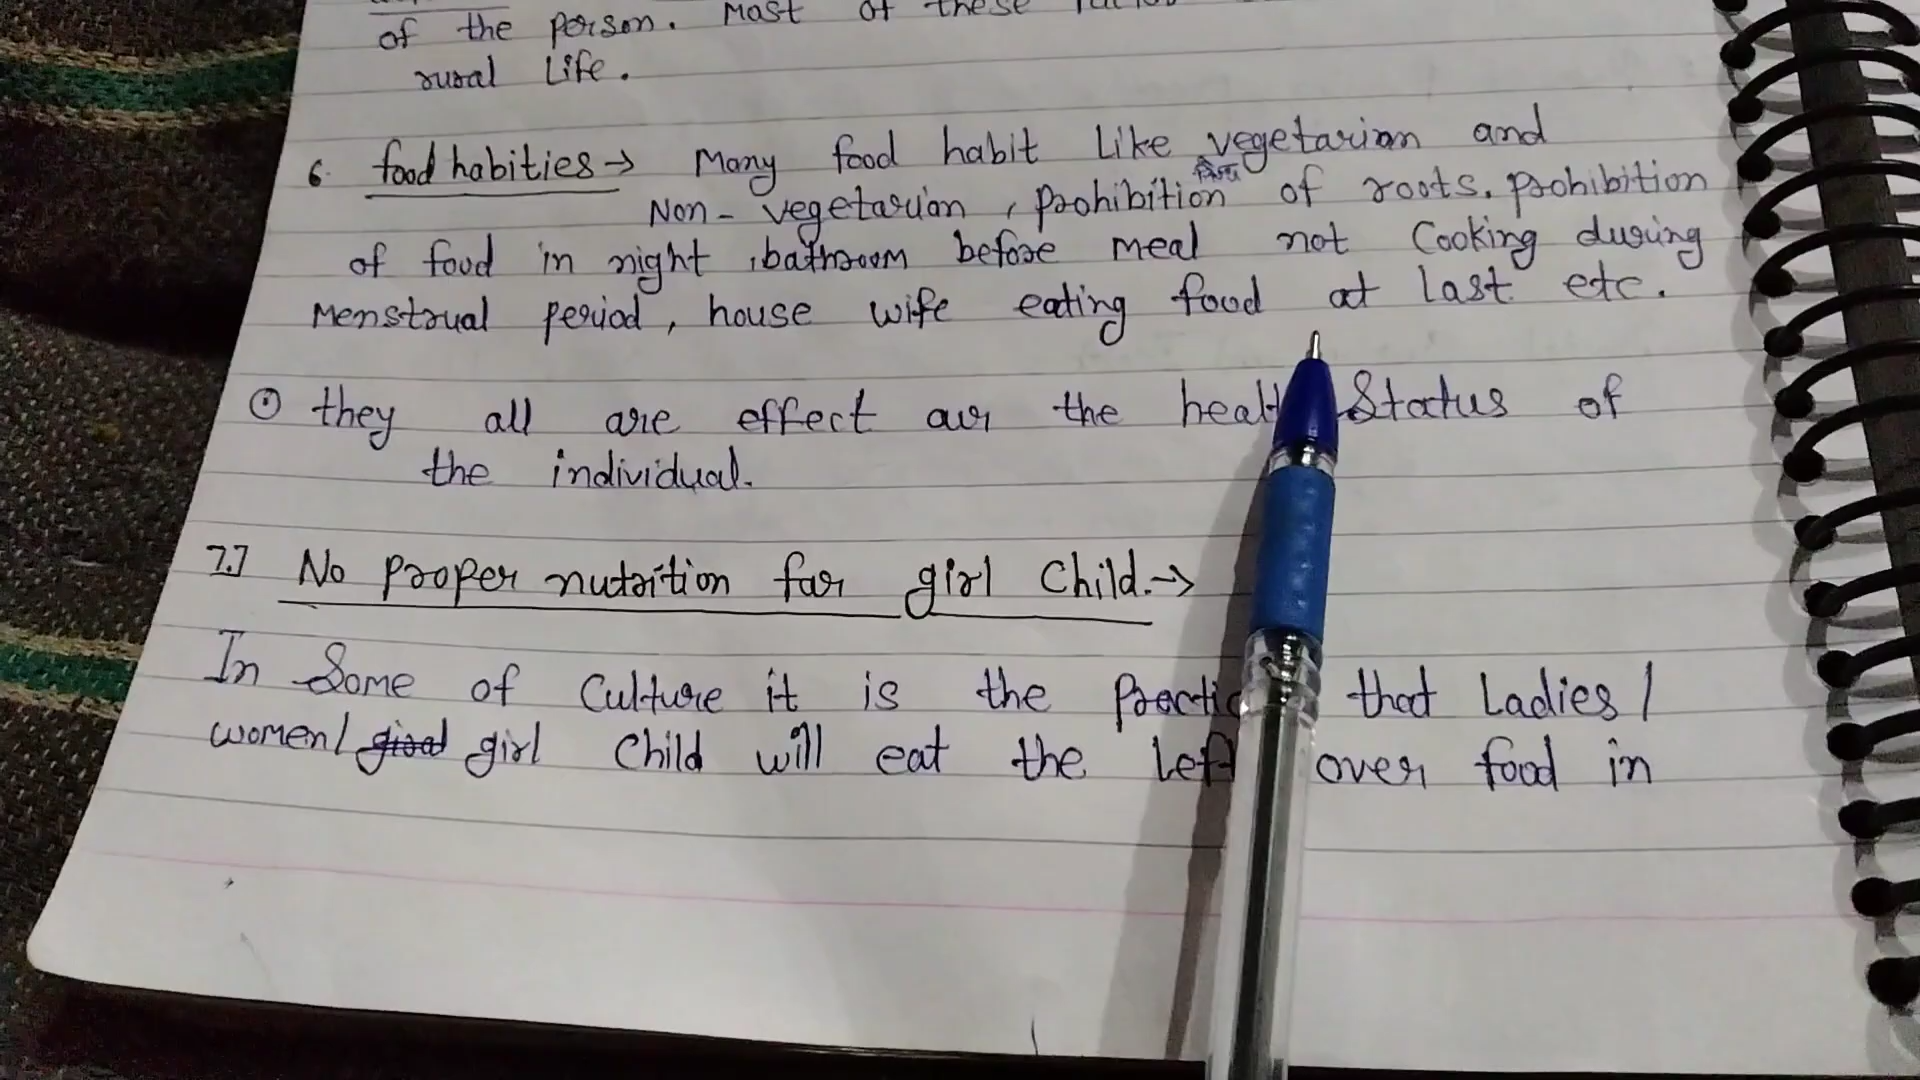 of the person. Most of these
rural Life.
6. food habities → Many food habit Like vegetarian and
Non-vegetarian, prohibition of roots. prohibition
of food in night, bathroom before meal not Cooking during
Menstrual period, house wife eating food at last etc.
they all are effect our the healt Status of
the individual.
7.] No proper nutrition for girl Child. →
In Some of Culture it is the Practic that Ladies/
women/ girl Child will eat the Left over food in